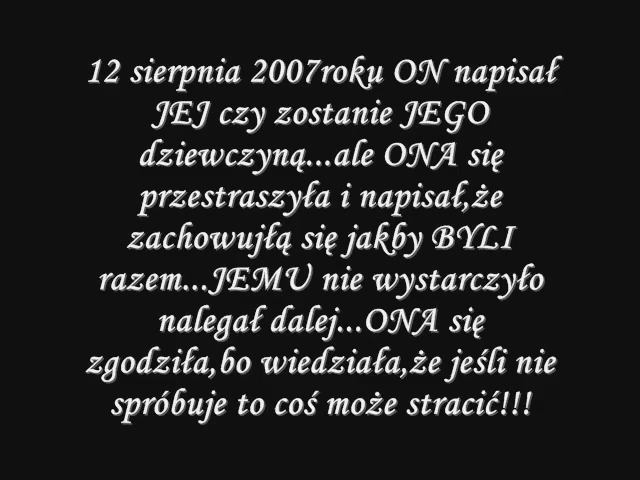 12 sierpnia 2007roku ON napisał
JEJ czy zostanie JEGO
dziewczyną...ale ONA się
przestraszyła i napisał,że
zachowujłą się jakby BYLI
razem...JEMU nie wystarczyło
nalegał dalej...ONA się
zgodziła,bo wiedziała,że jeśli nie
spróbuje to coś może stracić!!!